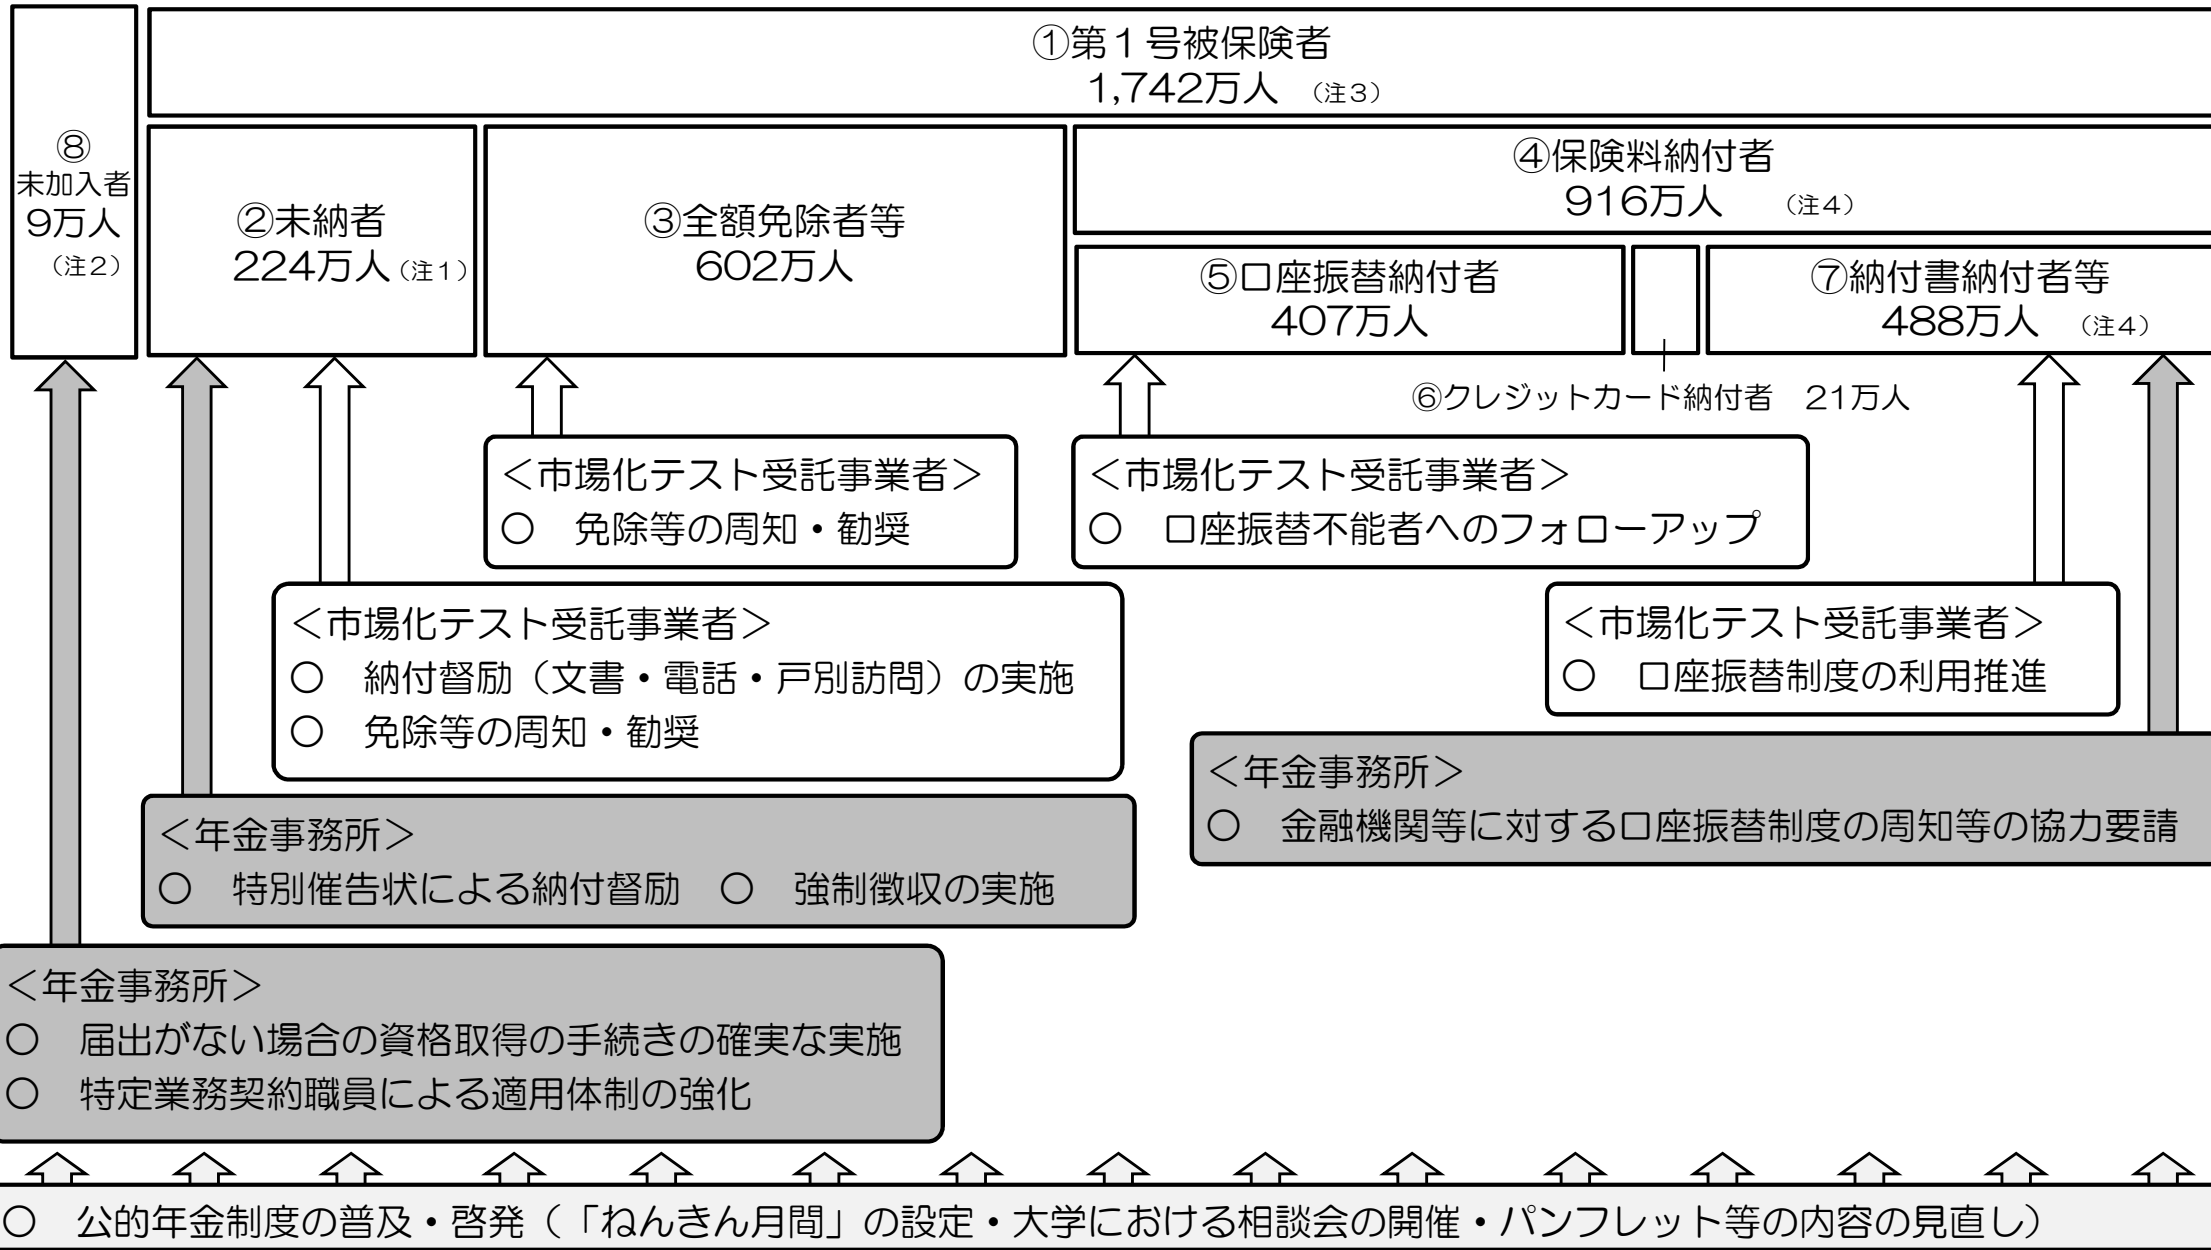 ①第1号被保険者
1,742万人 (注3)
⑧
未加入者
9万人
(注2)
②未納者
224万人(注1)
③全額免除者等
602万人
④保険料納付者
916万人 (注4)
⑤口座振替納付者
407万人
⑦納付書納付者等
488万人 (注4)
⑥クレジットカード納付者 21万人
<市場化テスト受託事業者>
○ 免除等の周知・勧奨
<市場化テスト受託事業者>
○ 口座振替不能者へのフォローアップ
<市場化テスト受託事業者>
○ 納付督励(文書・電話・戸別訪問)の実施
○ 免除等の周知・勧奨
<市場化テスト受託事業者>
○ 口座振替制度の利用推進
<年金事務所>
○ 金融機関等に対する口座振替制度の周知等の協力要請
<年金事務所>
○ 特別催告状による納付督励 ○ 強制徴収の実施
<年金事務所>
○ 届出がない場合の資格取得の手続きの確実な実施
○ 特定業務契約職員による適用体制の強化
○ 公的年金制度の普及・啓発(「ねんきん月間」の設定・大学における相談会の開催・パンフレット等の内容の見直し)